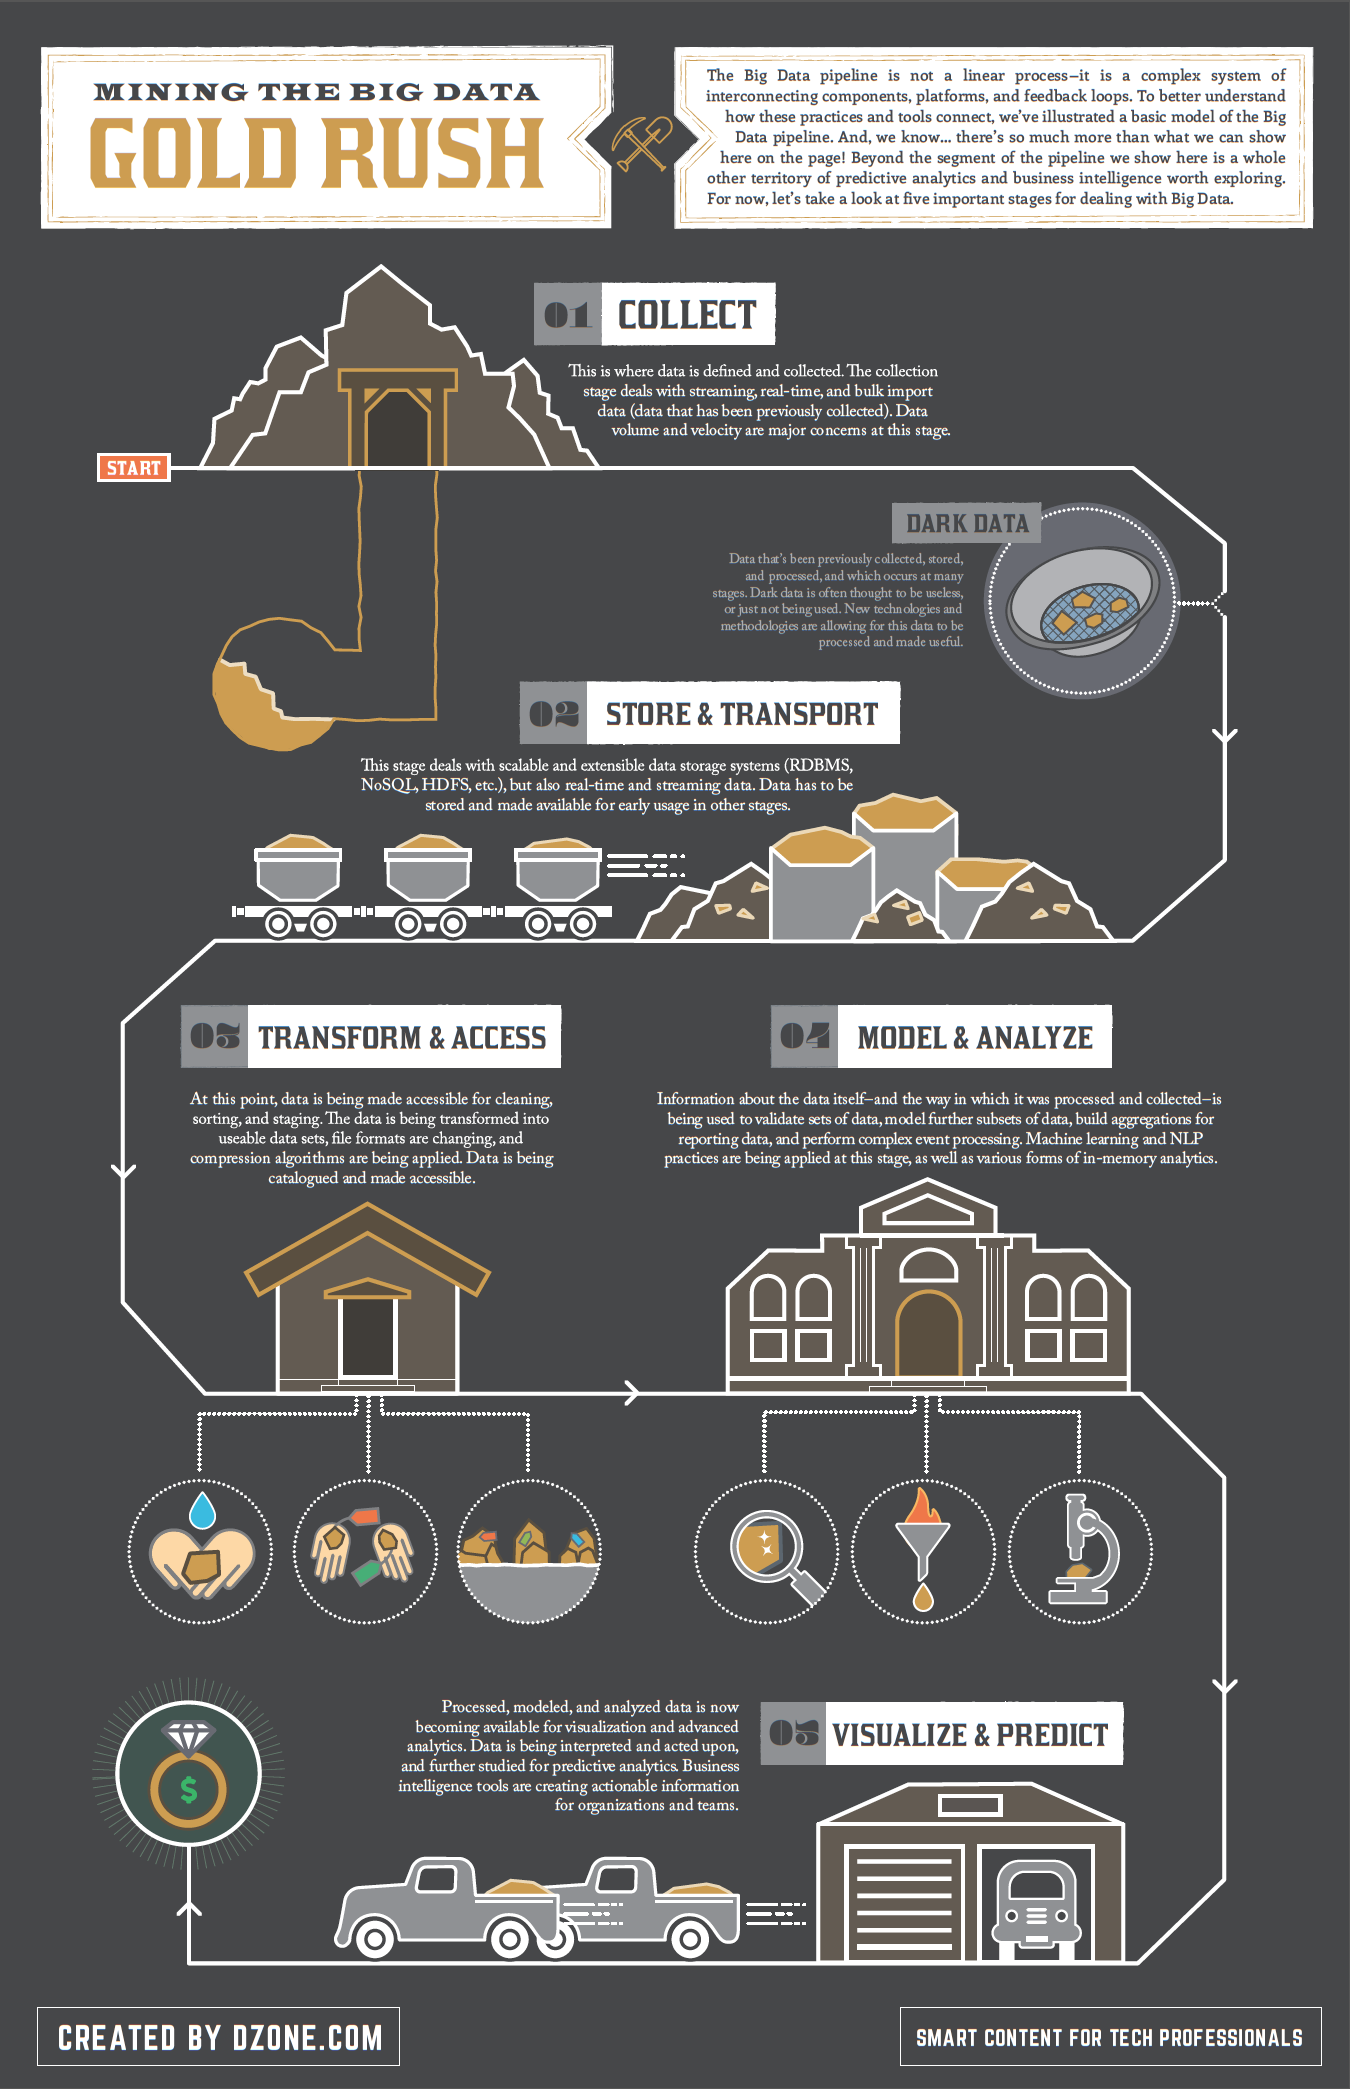 MINING THE BIG DATA
GOLD RUSH
The Big Data pipeline is not a linear process—it is a complex system of
interconnecting components, platforms, and feedback loops. To better understand
how these practices and tools connect, we've illustrated a basic model of the Big
Data pipeline. And, we know... there's so much more than what we can show
here on the page! Beyond the segment of the pipeline we show here is a whole
other territory of predictive analytics and business intelligence worth exploring.
For now, let's take a look at five important stages for dealing with Big Data.
01 COLLECT
This is where data is defined and collected. The collection
stage deals with streaming, real-time, and bulk import
data (data that has been previously collected). Data
volume and velocity are major concerns at this stage.
START
DARK DATA
Data that's been previously collected, stored,
and processed, and which occurs at many
stages. Dark data is often thought to be useless,
or just not being used. New technologies and
methodologies are allowing for this data to be
processed and made useful.
02 STORE & TRANSPORT
This stage deals with scalable and extensible data storage systems (RDBMS,
NoSQL, HDFS, etc.), but also real-time and streaming data. Data has to be
stored and made available for early usage in other stages.
03 TRANSFORM & ACCESS
At this point, data is being made accessible for cleaning,
sorting, and staging. The data is being transformed into
useable data sets, file formats are changing, and
compression algorithms are being applied. Data is being
catalogued and made accessible.
04 MODEL & ANALYZE
Information about the data itself—and the way in which it was processed and collected—is
being used to validate sets of data, model further subsets of data, build aggregations for
reporting data, and perform complex event processing. Machine learning and NLP
practices are being applied at this stage, as well as various forms of in-memory analytics.
Processed, modeled, and analyzed data is now
becoming available for visualization and advanced
analytics. Data is being interpreted and acted upon,
and further studied for predictive analytics. Business
intelligence tools are creating actionable information
for organizations and teams.
05 VISUALIZE & PREDICT
$
CREATED BY DZONE.COM
SMART CONTENT FOR TECH PROFESSIONALS